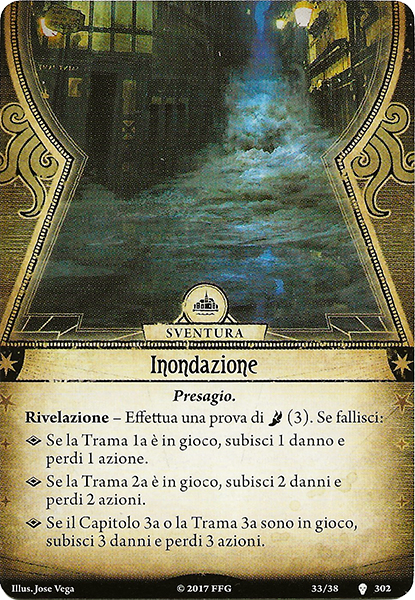 SVENTURA
Inondazione
Presagio.
Rivelazione – Effettua una prova di (3). Se fallisci:
Se la Trama 1a è in gioco, subisci 1 danno e
perdi 1 azione.
Se la Trama 2a è in gioco, subisci 2 danni e
perdi 2 azioni.
Se il Capitolo 3a o la Trama 3a sono in gioco,
subisci 3 danni e perdi 3 azioni.
Illus. Jose Vega © 2017 FFG 33/38 302